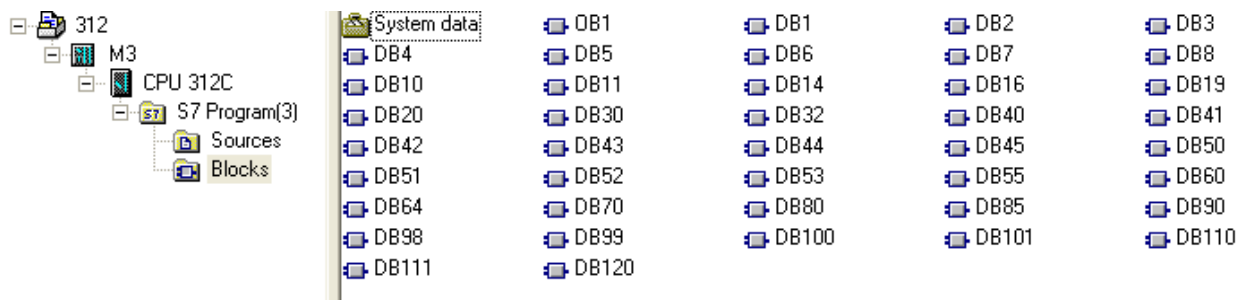 312
M3
CPU 312C
S7 Program(3)
Sources
Blocks
System data OB1 DB1 DB2 DB3
DB4 DB5 DB6 DB7 DB8
DB10 DB11 DB14 DB16 DB19
DB20 DB30 DB32 DB40 DB41
DB42 DB43 DB44 DB45 DB50
DB51 DB52 DB53 DB55 DB60
DB64 DB70 DB80 DB85 DB90
DB98 DB99 DB100 DB101 DB110
DB111 DB120